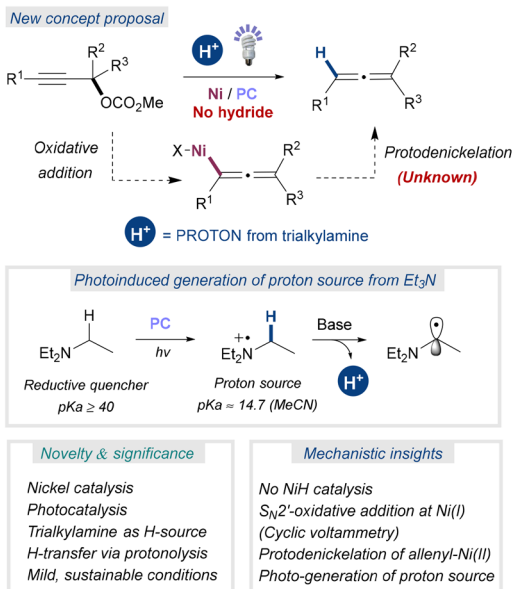 New concept proposal
H+
R1
R2
R3
OCO2Me
Ni / PC
No hydride
H
R1
R2
R3
Oxidative
addition
X-Ni
R1
R2
R3
Protodenickelation
(Unknown)
H+ = PROTON from trialkylamine
Photoinduced generation of proton source from Et3N
H
Et2N
PC
hν
+•
Et2N
H
Base
H+
Et2N
Reductive quencher
pKa ≥ 40
Proton source
pKa ≈ 14.7 (MeCN)
Novelty & significance
Nickel catalysis
Photocatalysis
Trialkylamine as H-source
H-transfer via protonolysis
Mild, sustainable conditions
Mechanistic insights
No NiH catalysis
SN2'-oxidative addition at Ni(I)
(Cyclic voltammetry)
Protodenickelation of allenyl-Ni(II)
Photo-generation of proton source